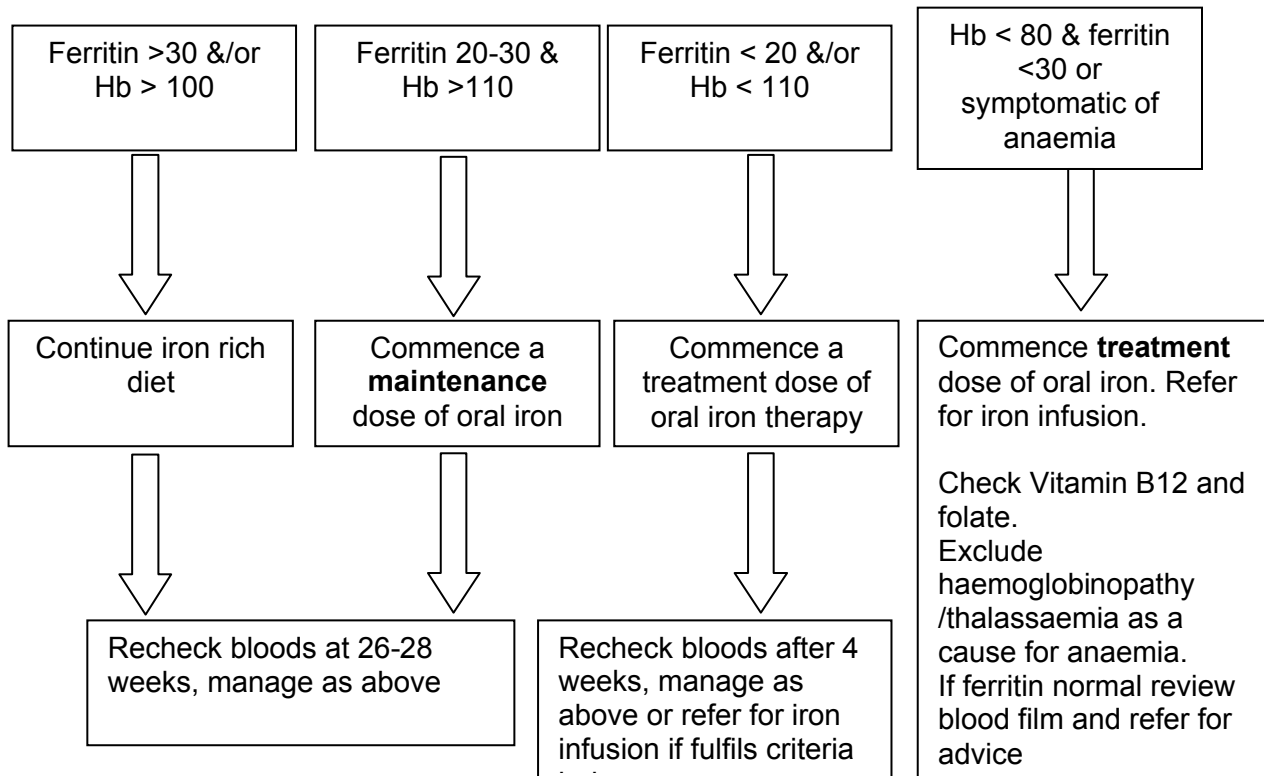 Ferritin >30 &/or
Hb > 100
Ferritin 20-30 &
Hb >110
Ferritin < 20 &/or
Hb < 110
Hb < 80 & ferritin
<30 or
symptomatic of
anaemia
Continue iron rich
diet
Commence a
maintenance
dose of oral iron
Commence a
treatment dose of
oral iron therapy
Commence treatment
dose of oral iron. Refer
for iron infusion.
Check Vitamin B12 and
folate.
Exclude
haemoglobinopathy
/thalassaemia as a
cause for anaemia.
If ferritin normal review
blood film and refer for
advice
Recheck bloods at 26-28
weeks, manage as above
Recheck bloods after 4
weeks, manage as
above or refer for iron
infusion if fulfils criteria